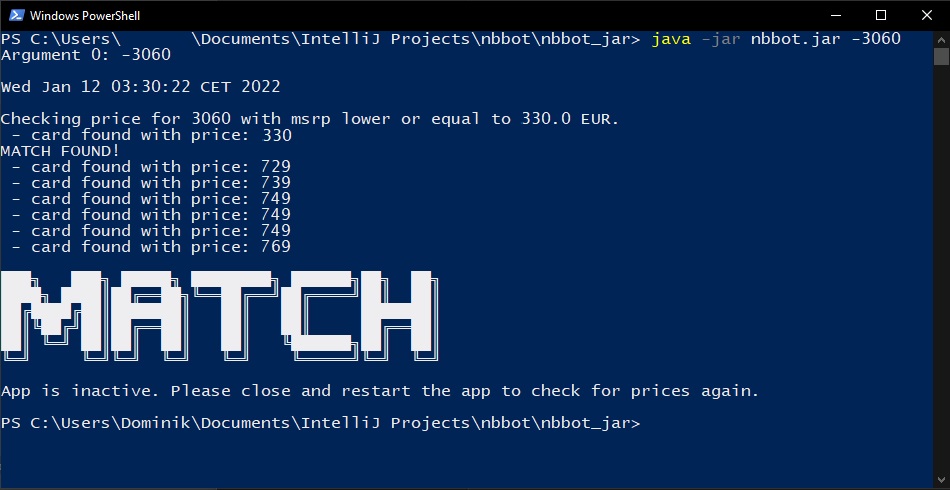 Windows PowerShell
PS C:\Users\ \Documents\IntelliJ Projects\nbbot\nbbot_jar> java -jar nbbot.jar -3060
Argument 0: -3060
Wed Jan 12 03:30:22 CET 2022
Checking price for 3060 with msrp lower or equal to 330.0 EUR.
- card found with price: 330
MATCH FOUND!
- card found with price: 729
- card found with price: 739
- card found with price: 749
- card found with price: 749
- card found with price: 749
- card found with price: 769
MATCH
App is inactive. Please close and restart the app to check for prices again.
PS C:\Users\Dominik\Documents\IntelliJ Projects\nbbot\nbbot_jar>